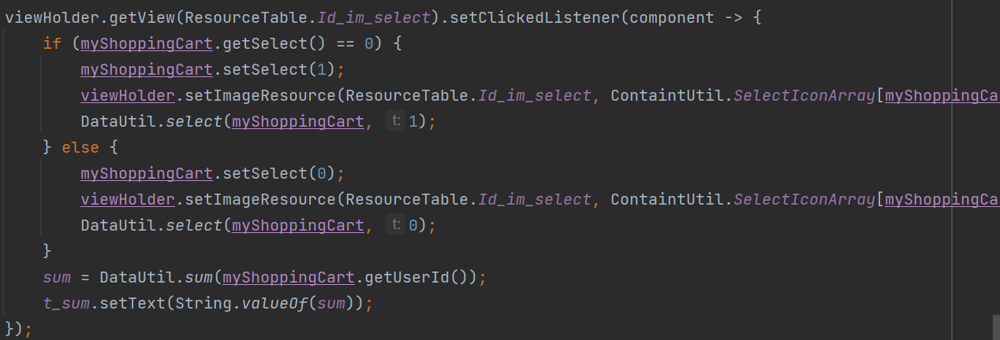 viewHolder.getView(ResourceTable.Id_im_select).setClickedListener(component -> {
if (myShoppingCart.getSelect() == 0) {
myShoppingCart.setSelect(1);
viewHolder.setImageResource(ResourceTable.Id_im_select, ContaintUtil.SelectIconArray[myShoppingCa
DataUtil.select(myShoppingCart, t: 1);
} else {
myShoppingCart.setSelect(0);
viewHolder.setImageResource(ResourceTable.Id_im_select, ContaintUtil.SelectIconArray[myShoppingCa
DataUtil.select(myShoppingCart, t: 0);
}
sum = DataUtil.sum(myShoppingCart.getUserId());
t_sum.setText(String.valueOf(sum));
});